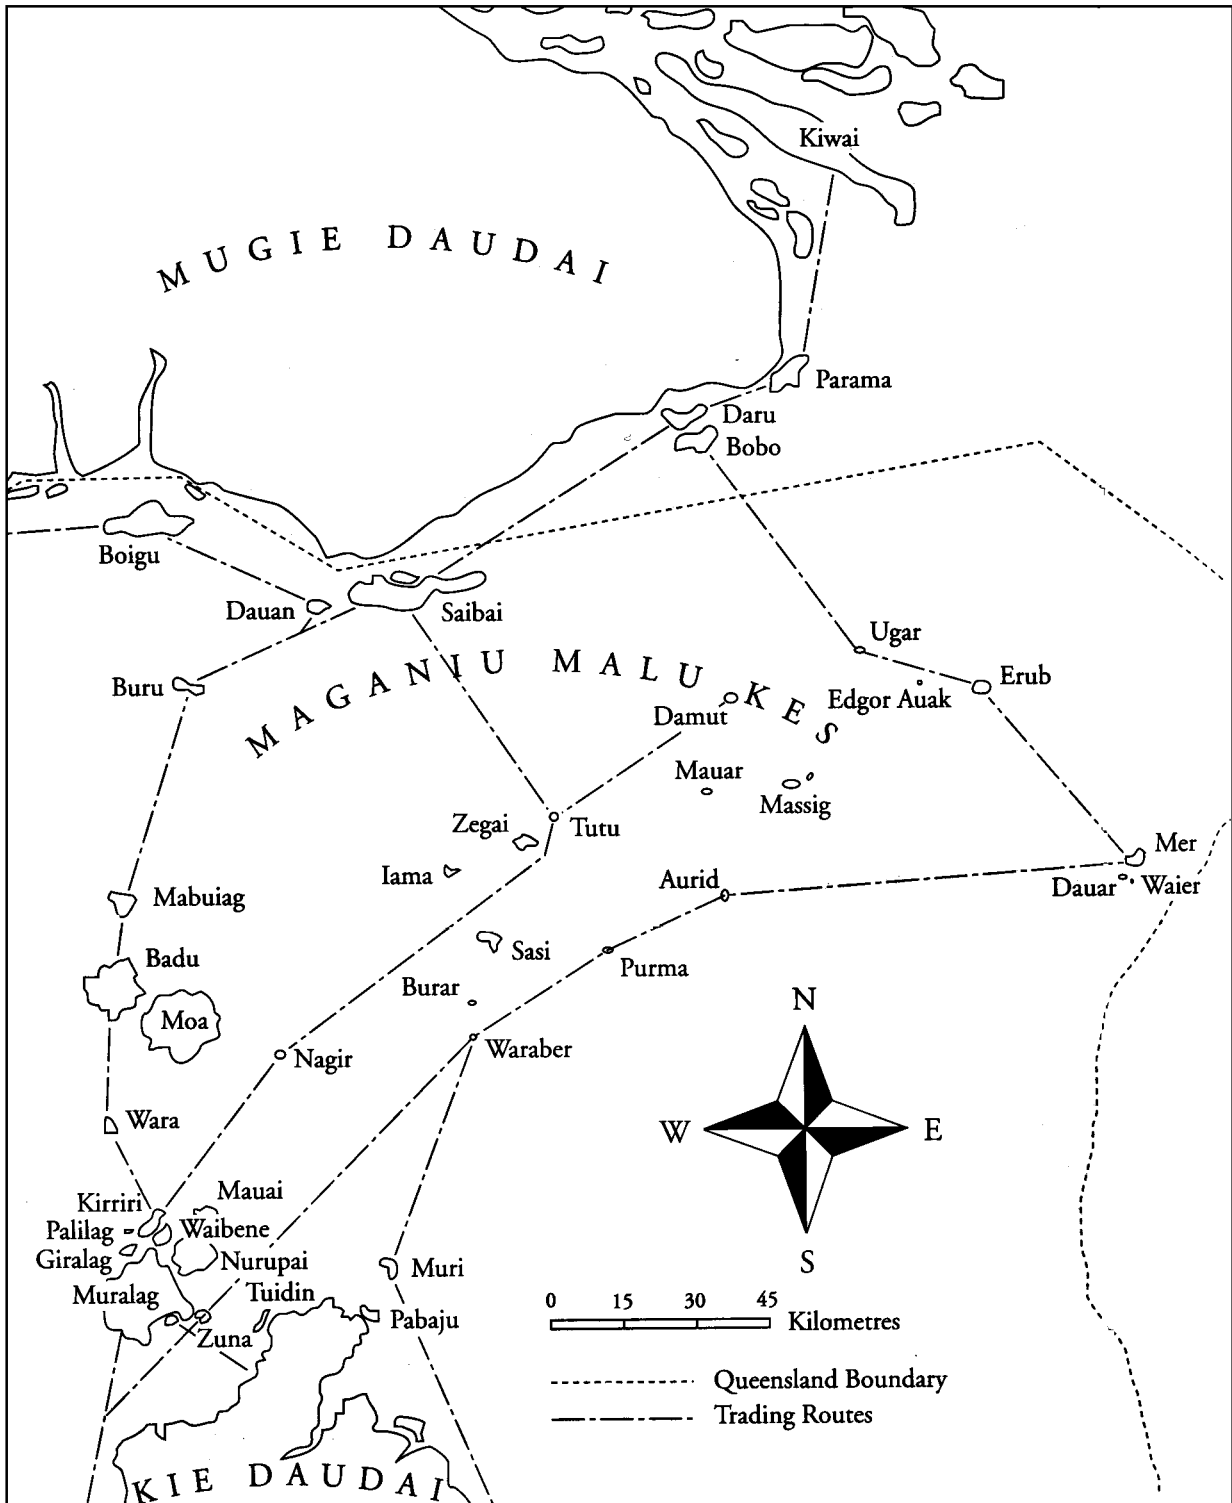 Kiwai
MUGIE DAUDAI
Parama
Daru
Bobo
Boigu
Dauan
Saibai
Ugar
Erub
Edgor Auak
Buru
MAGANIU MALU KES
Damut
Mauar
Massig
Zegai
Tutu
Iama
Mer
Dauar
Waier
Aurid
Mabuiag
Sasi
Purma
Badu
Burar
Moa
Waraber
Nagir
N
W
E
S
Wara
Mauai
Kirriri
Palilag
Waibene
Giralag
Nurupai
Muri
Muralag
Tuidin
Zuna
Pabaju
0 15 30 45
Kilometres
Queensland Boundary
Trading Routes
KIE DAUDAI